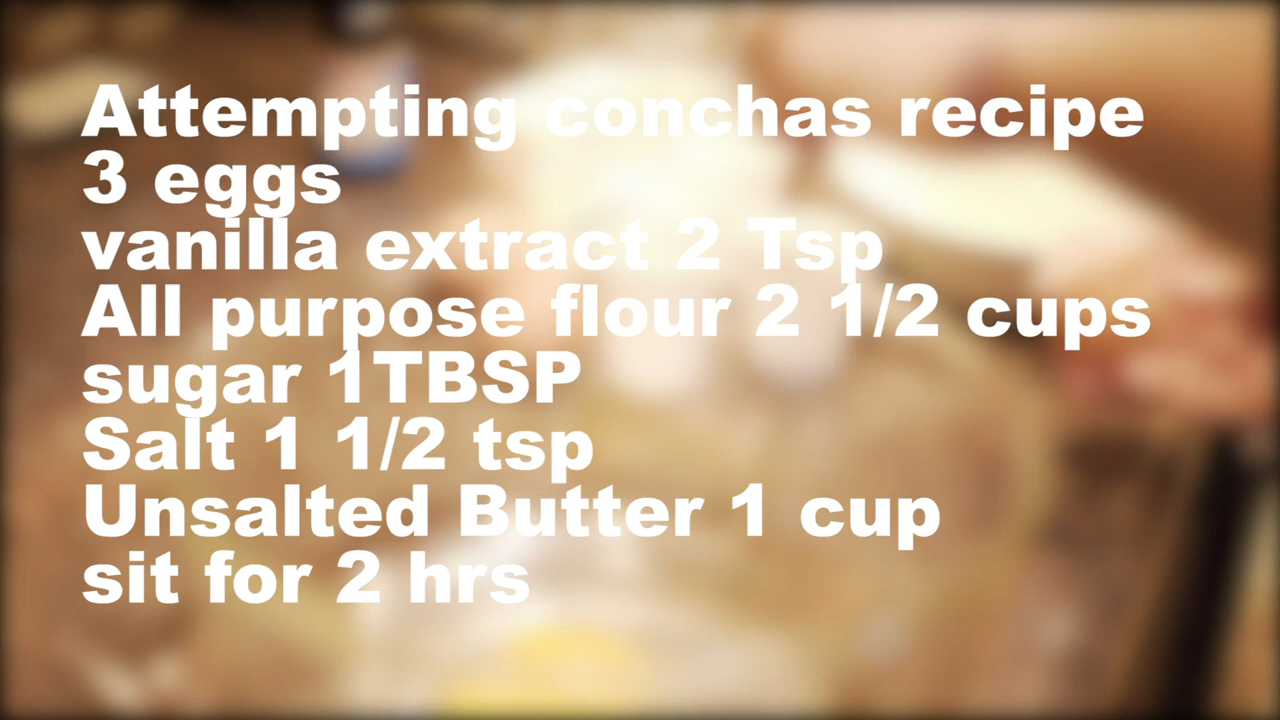 Attempting conchas recipe
3 eggs
vanilla extract 2 Tsp
All purpose flour 2 1/2 cups
sugar 1TBSP
Salt 1 1/2 tsp
Unsalted Butter 1 cup
sit for 2 hrs